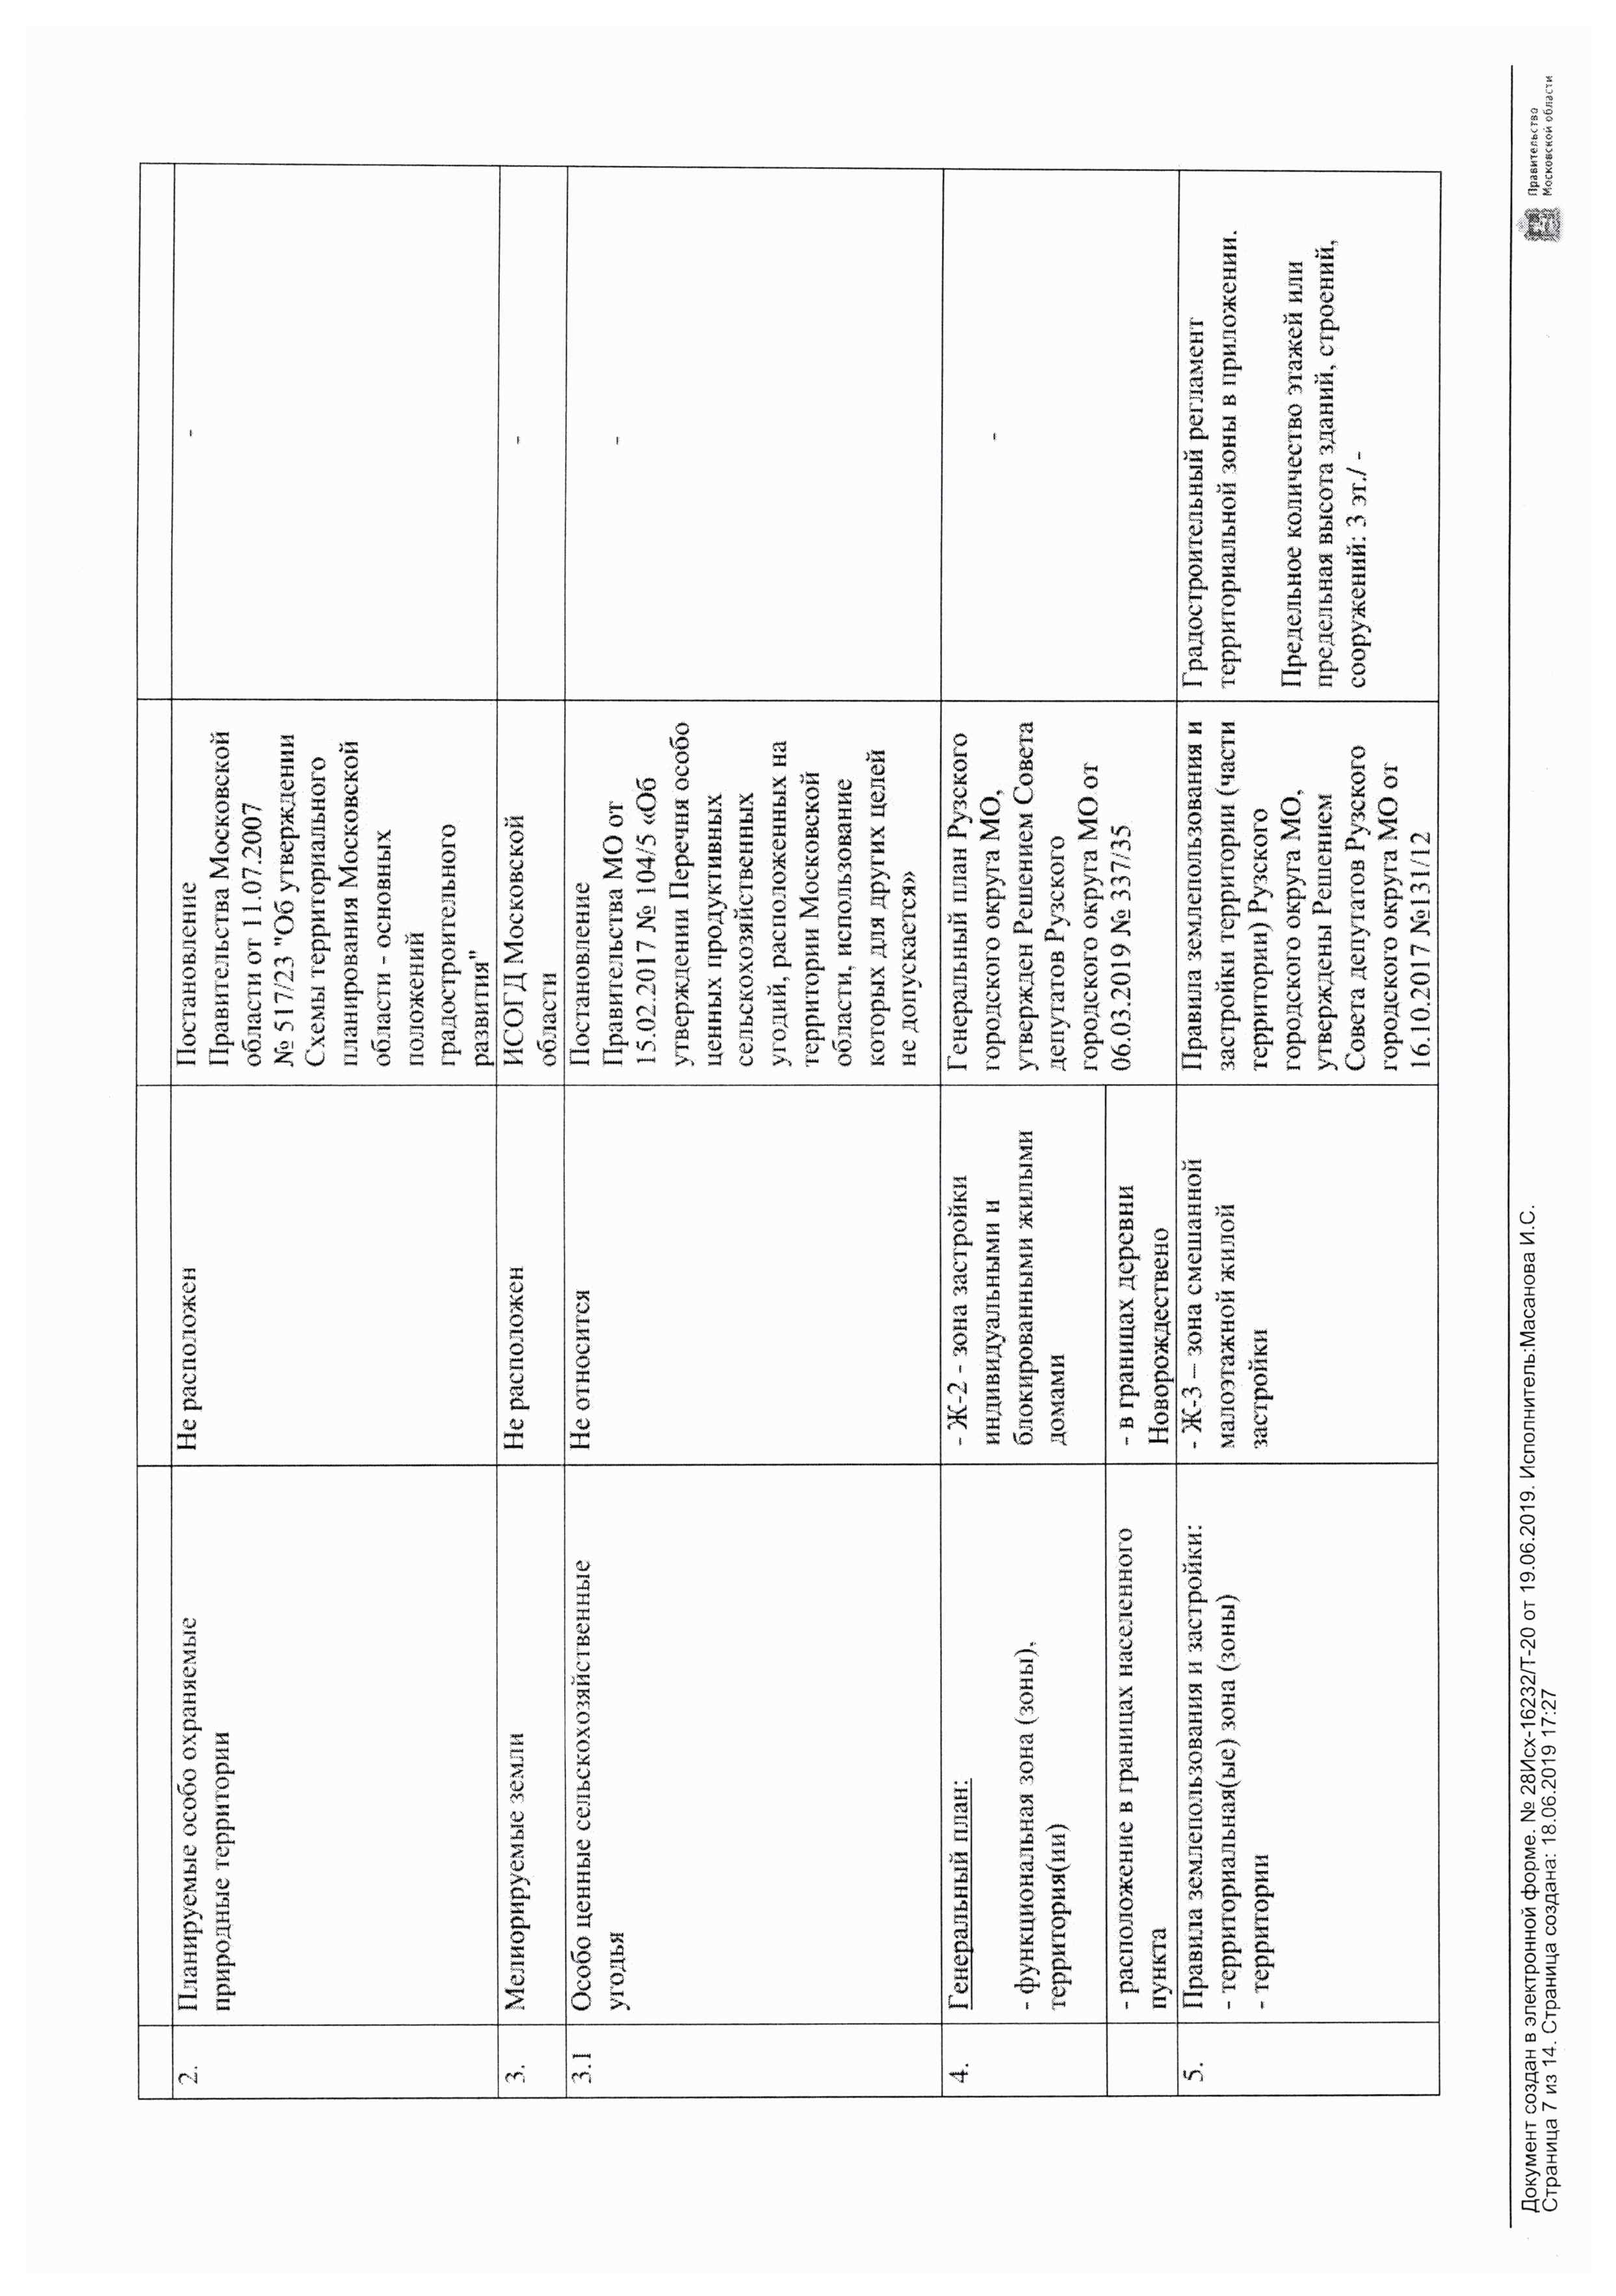 2.
Планируемые особо охраняемые
природные территории
Не расположен
Постановление
Правительства Московской
области от 11.07.2007
№ 517/23 "Об утверждении
Схемы территориального
планирования Московской
области - основных
положений
градостроительного
развития"
-
3.
Мелиорируемые земли
Не расположен
ИСОГД Московской
области
-
3.1
Особо ценные сельскохозяйственные
угодья
Не относится
Постановление
Правительства МО от
15.02.2017 № 104/5 «Об
утверждении Перечня особо
ценных продуктивных
сельскохозяйственных
угодий, расположенных на
территории Московской
области, использование
которых для других целей
не допускается»
-
4.
Генеральный план:
- функциональная зона (зоны),
территория(ии)
- Ж-2 - зона застройки
индивидуальными и
блокированными жилыми
домами
Генеральный план Рузского
городского округа МО,
утвержден Решением Совета
депутатов Рузского
городского округа МО от
06.03.2019 № 337/35
-
- расположение в границах населенного
пункта
- в границах деревни
Новорождествено
5.
Правила землепользования и застройки:
- территориальная(ые) зона (зоны)
- территории
- Ж-3 – зона смешанной
малоэтажной жилой
застройки
Правила землепользования и
застройки территории (части
территории) Рузского
городского округа МО,
утверждены Решением
Совета депутатов Рузского
городского округа МО от
16.10.2017 №131/12
Градостроительный регламент
территориальной зоны в приложении.
Предельное количество этажей или
предельная высота зданий, строений,
сооружений: 3 эт./ -
Документ создан в электронной форме. № 28Исх-16232/Т-20 от 19.06.2019. Исполнитель:Масанова И.С.
Страница 7 из 14. Страница создана: 18.06.2019 17:27
Правительство
Московской области